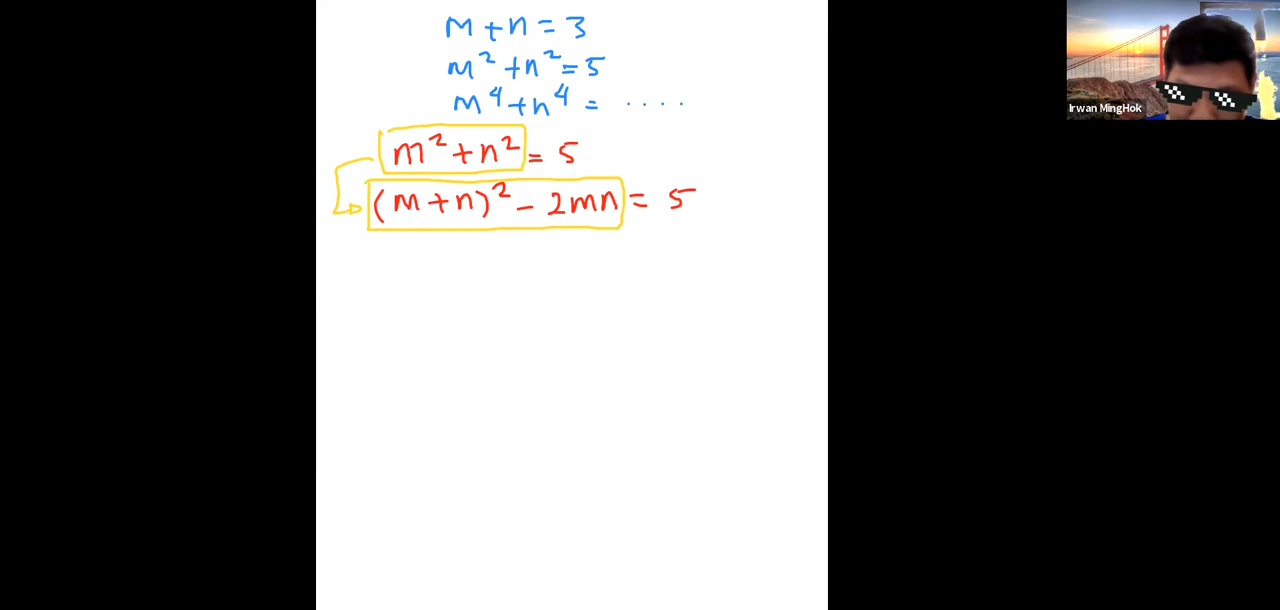 m + n = 3
m² + n² = 5
m⁴ + n⁴ = ....
m² + n² = 5
(m + n)² - 2mn = 5
Irwan MingHok